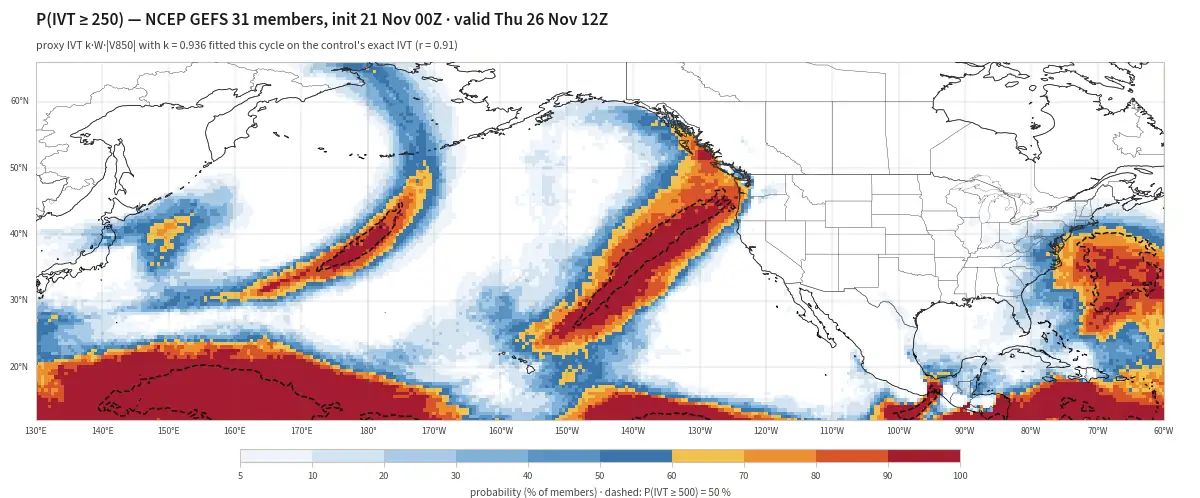 P(IVT ≥ 250) — NCEP GEFS 31 members, init 21 Nov 00Z · valid Thu 26 Nov 12Z
proxy IVT k·W·|V850| with k = 0.936 fitted this cycle on the control's exact IVT (r = 0.91)
60°N
50°N
40°N
30°N
20°N
130°E 140°E 150°E 160°E 170°E 180° 170°W 160°W 150°W 140°W 130°W 120°W 110°W 100°W 90°W 80°W 70°W 60°W
5 10 20 30 40 50 60 70 80 90 100
probability (% of members) · dashed: P(IVT ≥ 500) = 50 %